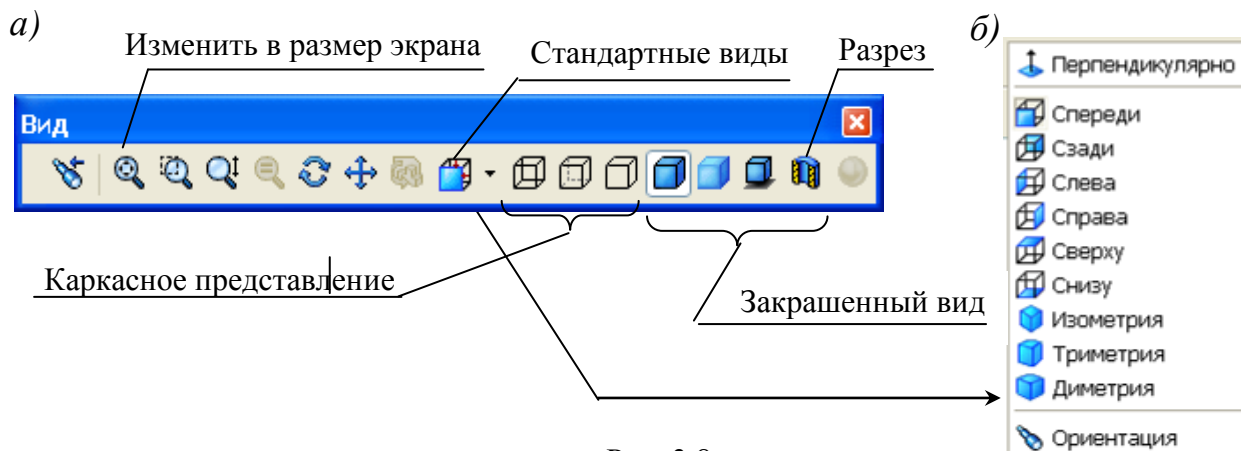 а)
Изменить в размер экрана
Стандартные виды
Разрез
Вид
Каркасное представление
Закрашенный вид
б)
Перпендикулярно
Спереди
Сзади
Слева
Справа
Сверху
Снизу
Изометрия
Триметрия
Диметрия
Ориентация